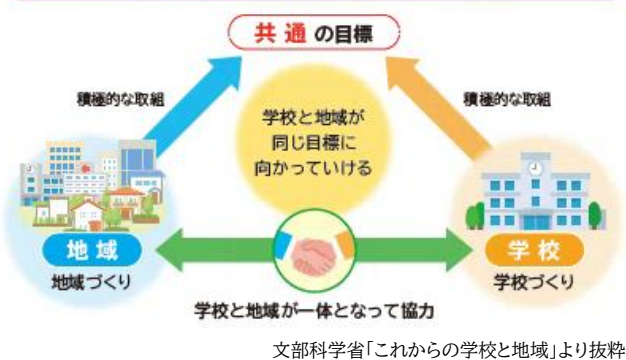 共通の目標
積極的な取組
積極的な取組
学校と地域が
同じ目標に
向かっていける
地域
地域づくり
学校
学校づくり
学校と地域が一体となって協力
文部科学省「これからの学校と地域」より抜粋